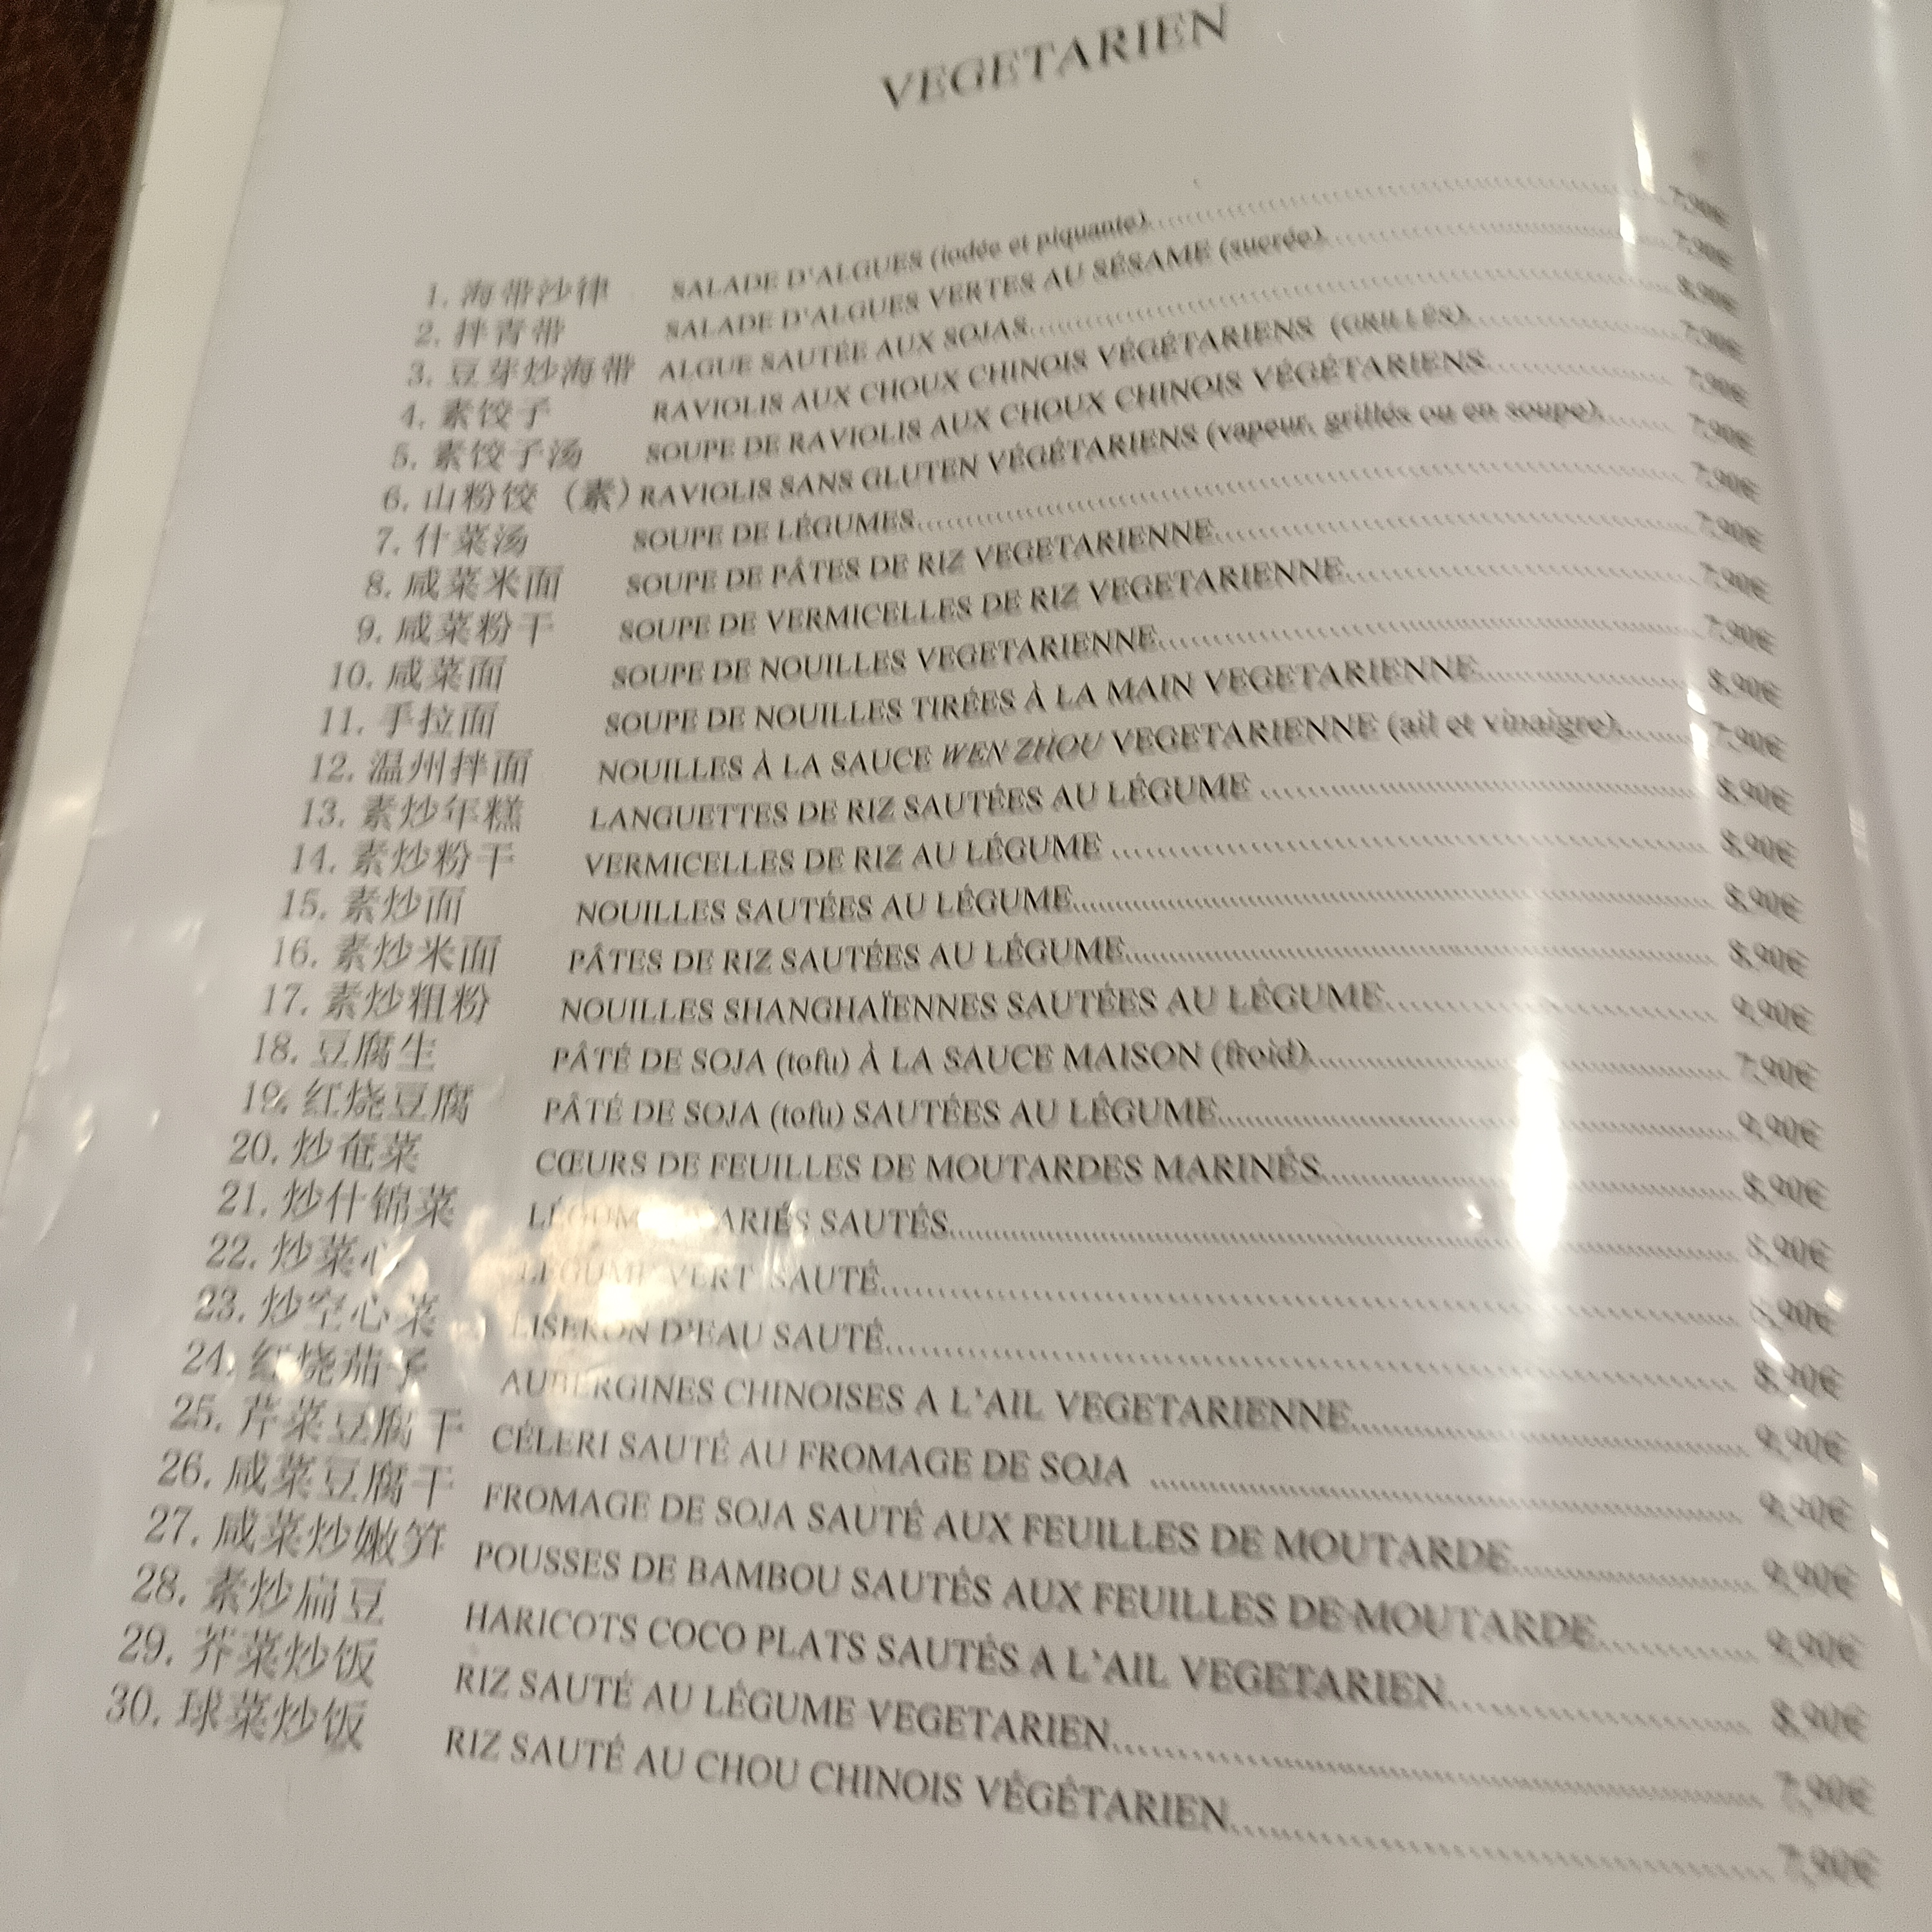 VEGETARIEN
1. 海带沙律 SALADE D'ALGUES (iodée et piquante) 7,90€
2. 拌青带 SALADE D'ALGUES VERTES AU SÉSAME (sucrée) 7,90€
3. 豆芽炒海带 ALGUE SAUTÉE AUX SOJAS 8,90€
4. 素饺子 RAVIOLIS AUX CHOUX CHINOIS VÉGÉTARIENS (GRILLÉS) 7,90€
5. 素饺子汤 SOUPE DE RAVIOLIS AUX CHOUX CHINOIS VÉGÉTARIENS 7,90€
6. 山粉饺（素）RAVIOLIS SANS GLUTEN VÉGÉTARIENS (vapeur, grillés ou en soupe) 7,90€
7. 什菜汤 SOUPE DE LÉGUMES 7,90€
8. 咸菜米面 SOUPE DE PÂTES DE RIZ VEGETARIENNE 7,90€
9. 咸菜粉干 SOUPE DE VERMICELLES DE RIZ VEGETARIENNE 7,90€
10. 咸菜面 SOUPE DE NOUILLES VEGETARIENNE 7,90€
11. 手拉面 SOUPE DE NOUILLES TIRÉES À LA MAIN VEGETARIENNE 8,90€
12. 温州拌面 NOUILLES À LA SAUCE WEN ZHOU VEGETARIENNE (ail et vinaigre) 7,90€
13. 素炒年糕 LANGUETTES DE RIZ SAUTÉES AU LÉGUME 8,90€
14. 素炒粉干 VERMICELLES DE RIZ AU LÉGUME 8,90€
15. 素炒面 NOUILLES SAUTÉES AU LÉGUME 8,90€
16. 素炒米面 PÂTES DE RIZ SAUTÉES AU LÉGUME 8,90€
17. 素炒粗粉 NOUILLES SHANGHAÏENNES SAUTÉES AU LÉGUME 9,90€
18. 豆腐生 PÂTÉ DE SOJA (tofu) À LA SAUCE MAISON (froid) 7,90€
19. 红烧豆腐 PÂTÉ DE SOJA (tofu) SAUTÉES AU LÉGUME 9,90€
20. 炒菜 CŒURS DE FEUILLES DE MOUTARDES MARINÉS 8,90€
21. 炒什锦菜 LÉGUMES VARIÉS SAUTÉS 8,90€
22. 炒菜心 LÉGUME VERT SAUTÉ 8,90€
23. 炒空心菜 LISERON D'EAU SAUTÉ 8,90€
24. 红烧茄子 AUBERGINES CHINOISES A L'AIL VEGETARIENNE 9,90€
25. 芹菜豆腐干 CÉLERI SAUTÉ AU FROMAGE DE SOJA 9,90€
26. 咸菜豆腐干 FROMAGE DE SOJA SAUTÉ AUX FEUILLES DE MOUTARDE 9,90€
27. 咸菜炒嫩笋 POUSSES DE BAMBOU SAUTÉS AUX FEUILLES DE MOUTARDE 9,90€
28. 素炒扁豆 HARICOTS COCO PLATS SAUTÉS A L'AIL VEGETARIEN 8,90€
29. 芥菜炒饭 RIZ SAUTÉ AU LÉGUME VEGETARIEN 7,90€
30. 球菜炒饭 RIZ SAUTÉ AU CHOU CHINOIS VÉGÉTARIEN 7,90€